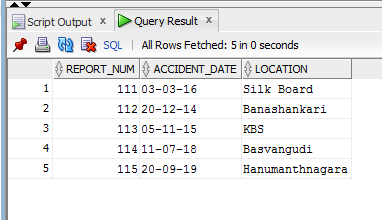 Script Output x Query Result x
SQL | All Rows Fetched: 5 in 0 seconds
REPORT_NUM ACCIDENT_DATE LOCATION
1 111 03-03-16 Silk Board
2 112 20-12-14 Banashankari
3 113 05-11-15 KBS
4 114 11-07-18 Basvangudi
5 115 20-09-19 Hanumanthnagara